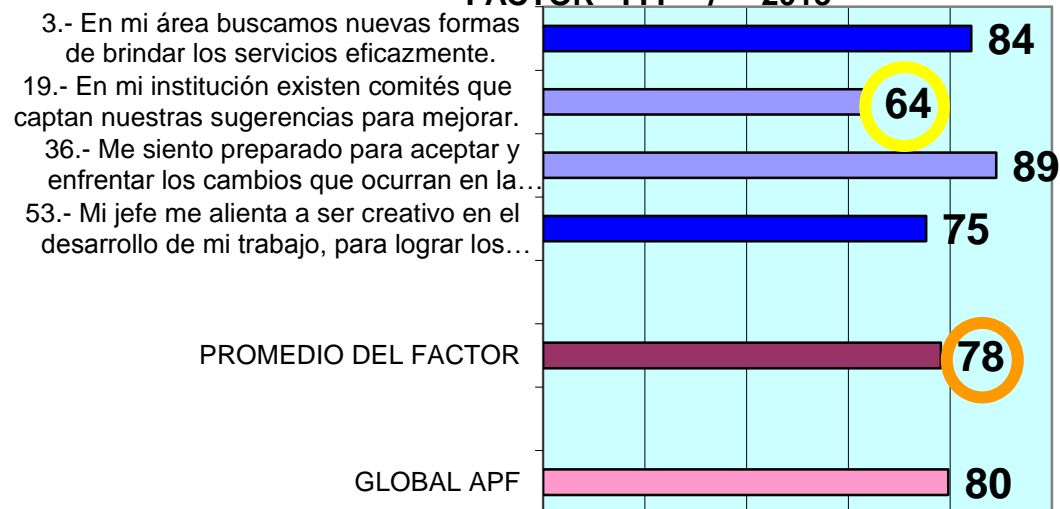 3.- En mi área buscamos nuevas formas
de brindar los servicios eficazmente.
84
19.- En mi institución existen comités que
captan nuestras sugerencias para mejorar.
64
36.- Me siento preparado para aceptar y
enfrentar los cambios que ocurran en la…
89
53.- Mi jefe me alienta a ser creativo en el
desarrollo de mi trabajo, para lograr los…
75
PROMEDIO DEL FACTOR
78
GLOBAL APF
80